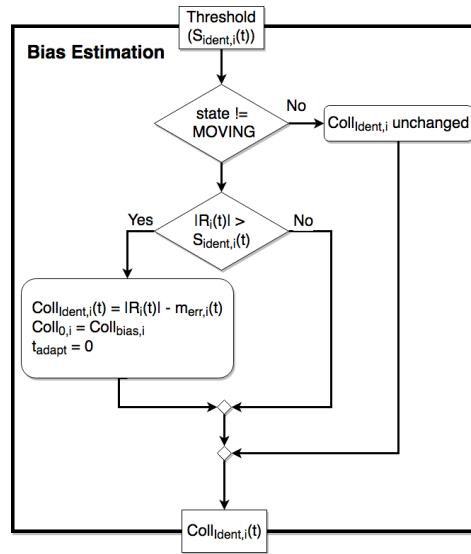 Threshold
(S_ident,i(t))
Bias Estimation
state !=
MOVING
No
Coll_Ident,i unchanged
|R_i(t)| >
S_ident,i(t)
Yes
No
Coll_Ident,i(t) = |R_i(t)| - m_err,i(t)
Coll_0,i = Coll_bias,i
t_adapt = 0
Coll_Ident,i(t)